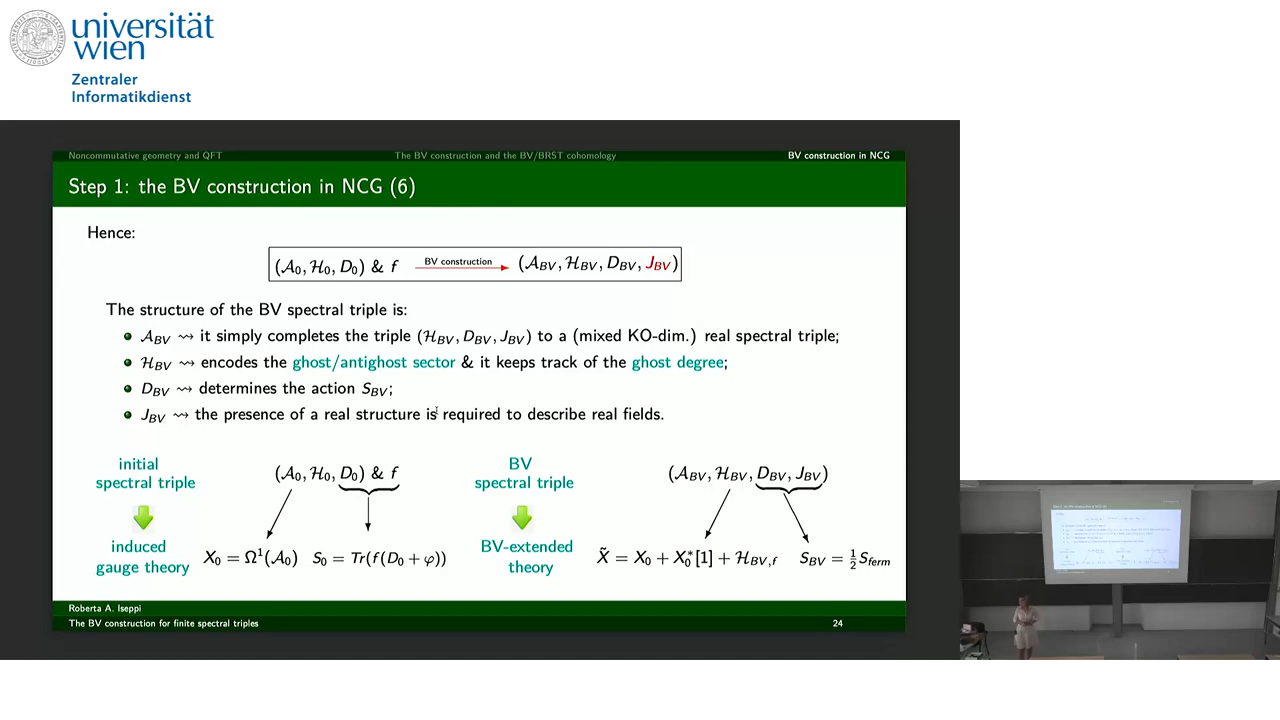 universität
wien
Zentraler
Informatikdienst
Noncommutative geometry and QFT The BV construction and the BV/BRST cohomology BV construction in NCG
Step 1: the BV construction in NCG (6)
Hence:
(𝒜₀, ℋ₀, D₀) & f BV construction → (𝒜_BV, ℋ_BV, D_BV, J_BV)
The structure of the BV spectral triple is:
• 𝒜_BV ⇝ it simply completes the triple (ℋ_BV, D_BV, J_BV) to a (mixed KO-dim.) real spectral triple;
• ℋ_BV ⇝ encodes the ghost/antighost sector & it keeps track of the ghost degree;
• D_BV ⇝ determines the action S_BV;
• J_BV ⇝ the presence of a real structure is required to describe real fields.
initial
spectral triple
(𝒜₀, ℋ₀, D₀) & f
BV
spectral triple
(𝒜_BV, ℋ_BV, D_BV, J_BV)
induced
gauge theory
X₀ = Ω¹(𝒜₀) S₀ = Tr(f(D₀ + φ))
BV-extended
theory
X̃ = X₀ + X₀*[1] + ℋ_BV,f S_BV = ½S_ferm
Roberta A. Iseppi
The BV construction for finite spectral triples 24